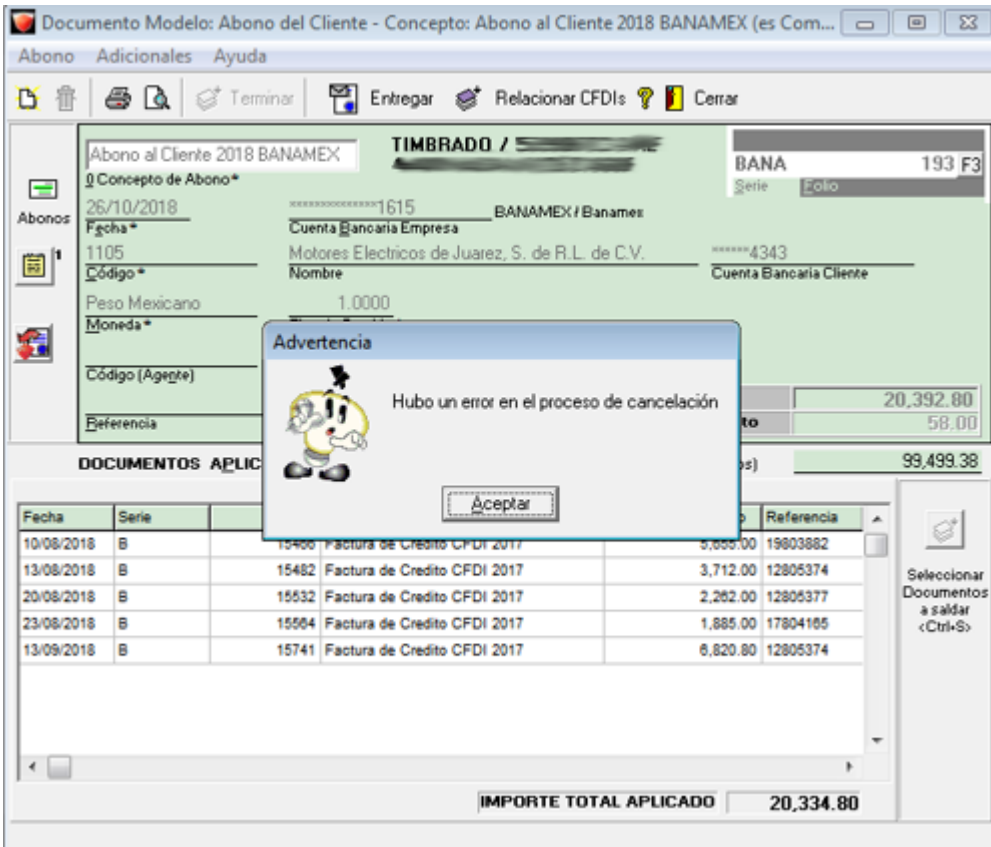 Documento Modelo: Abono del Cliente - Concepto: Abono al Cliente 2018 BANAMEX (es Com...
Abono Adicionales Ayuda
Terminar Entregar Relacionar CFDIs Cerrar
TIMBRADO /
Abono al Cliente 2018 BANAMEX
BANA 193 F3
0 Concepto de Abono*
Serie Folio
Abonos
26/10/2018 ***************1615 BANAMEX / Banamex
Fecha* Cuenta Bancaria Empresa
1105 Motores Electricos de Juarez, S. de R.L. de C.V. ******4343
Código* Nombre Cuenta Bancaria Cliente
Peso Mexicano 1.0000
Moneda*
Advertencia
Hubo un error en el proceso de cancelación
Aceptar
Código (Agente)
20,392.80
Referencia to 58.00
DOCUMENTOS APLIC os) 99,499.38
Fecha Serie Referencia
10/08/2018 B 15466 Factura de Credito CFDI 2017 5,655.00 19803882
13/08/2018 B 15482 Factura de Credito CFDI 2017 3,712.00 12805374
20/08/2018 B 15532 Factura de Credito CFDI 2017 2,262.00 12805377
23/08/2018 B 15564 Factura de Credito CFDI 2017 1,885.00 17804165
13/09/2018 B 15741 Factura de Credito CFDI 2017 6,820.80 12805374
Seleccionar
Documentos
a saldar
<Ctrl+S>
IMPORTE TOTAL APLICADO 20,334.80